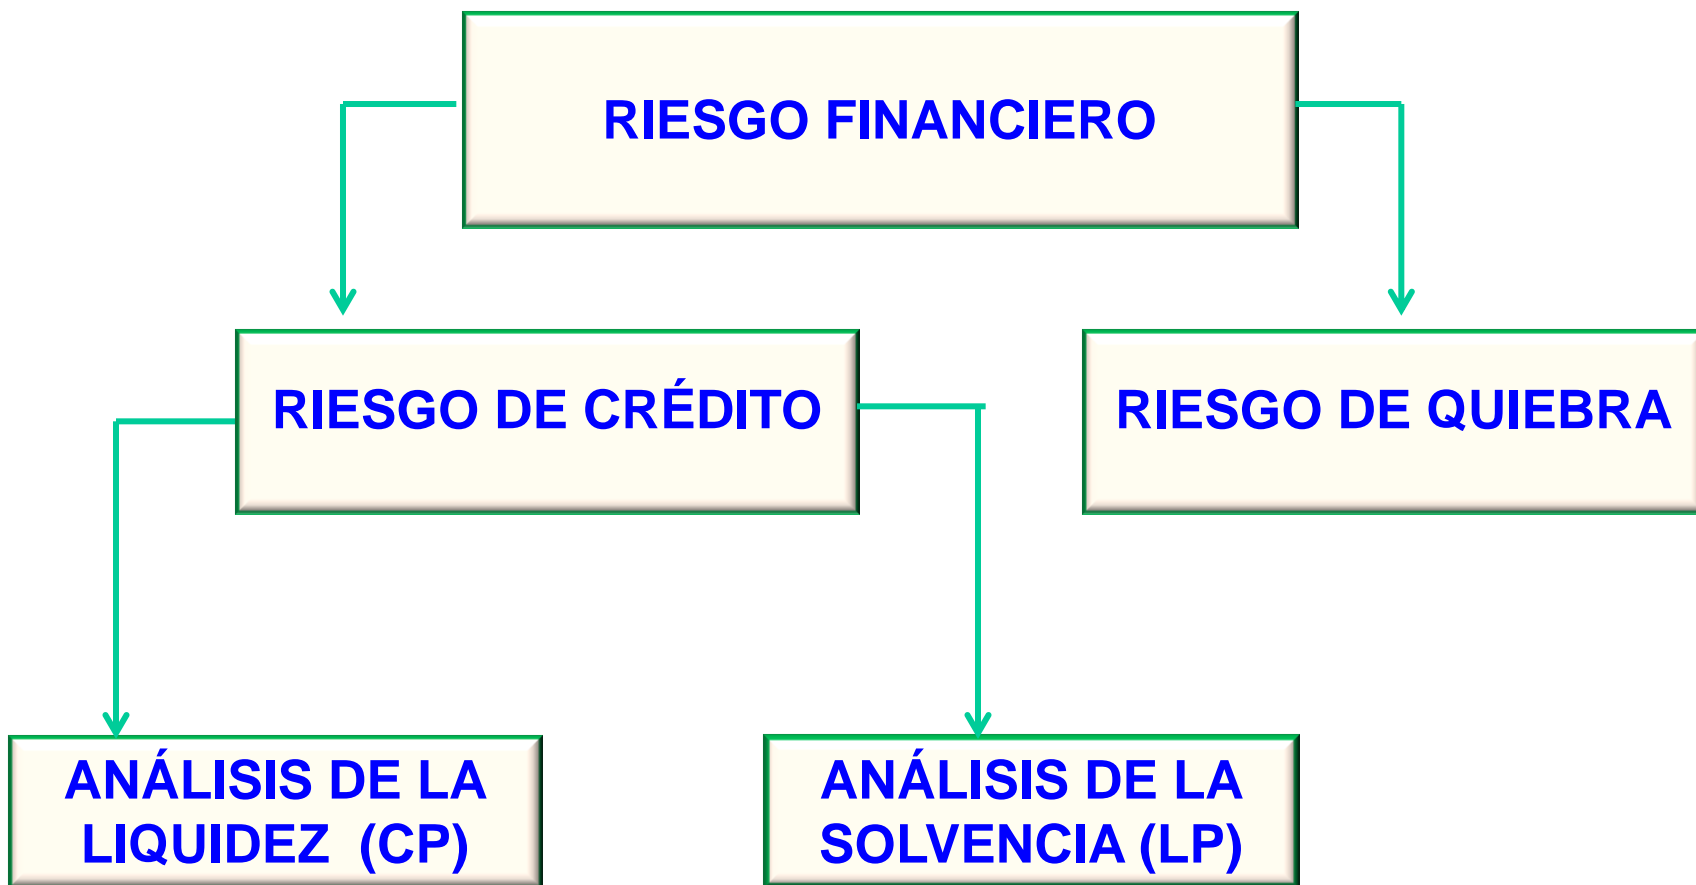 RIESGO FINANCIERO
RIESGO DE CRÉDITO
RIESGO DE QUIEBRA
ANÁLISIS DE LA
LIQUIDEZ (CP)
ANÁLISIS DE LA
SOLVENCIA (LP)